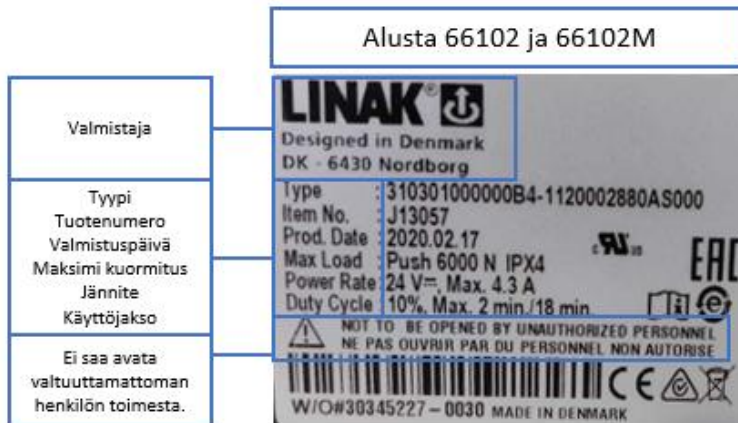 Alusta 66102 ja 66102M
Valmistaja
Tyypi
Tuotenumero
Valmistuspäivä
Maksimi kuormitus
Jännite
Käyttöjakso
Ei saa avata
valtuuttamattoman
henkilön toimesta.
LINAK®
Designed in Denmark
DK - 6430 Nordborg
Type : 310301000000B4-1120002880AS000
Item No. : J13057
Prod. Date : 2020.02.17
Max Load : Push 6000 N IPX4
Power Rate : 24 V⎓, Max. 4.3 A
Duty Cycle : 10%, Max. 2 min./18 min.
EAC
NOT TO BE OPENED BY UNAUTHORIZED PERSONNEL
NE PAS OUVRIR PAR DU PERSONNEL NON AUTORISE
CE
W/O#30345227-0030 MADE IN DENMARK